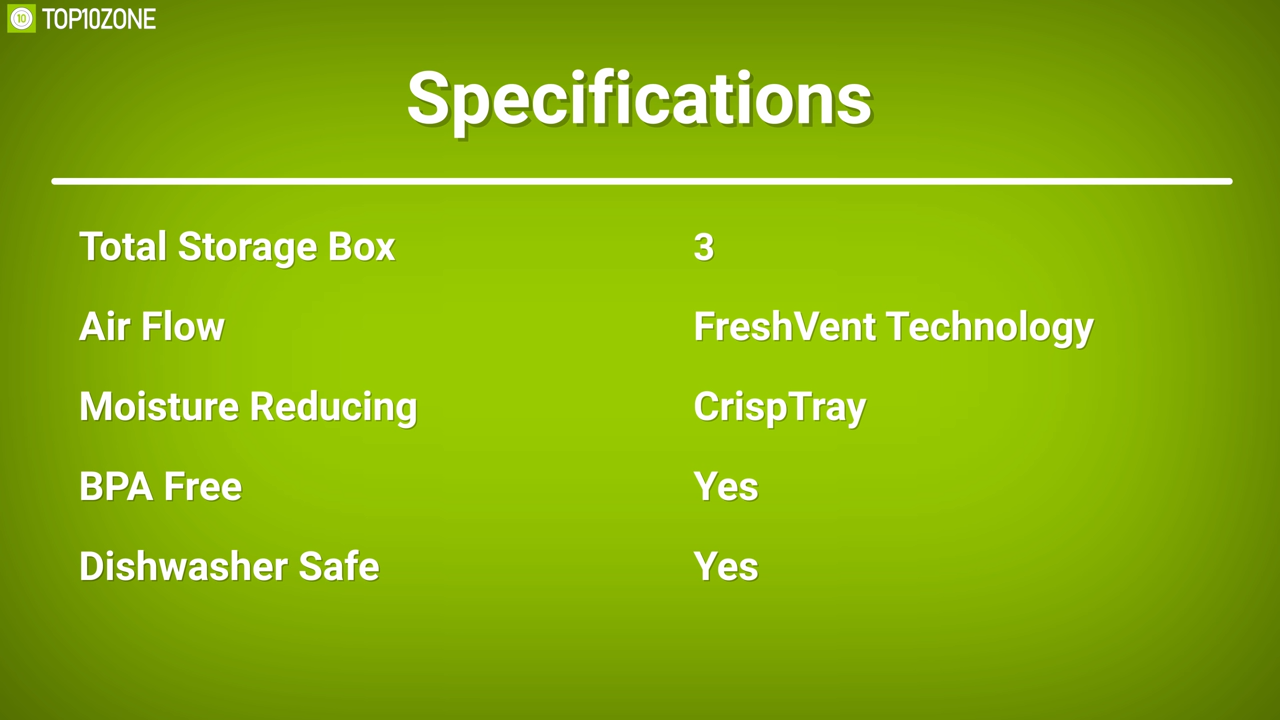 TOP10ZONE
Specifications
Total Storage Box 3
Air Flow FreshVent Technology
Moisture Reducing CrispTray
BPA Free Yes
Dishwasher Safe Yes